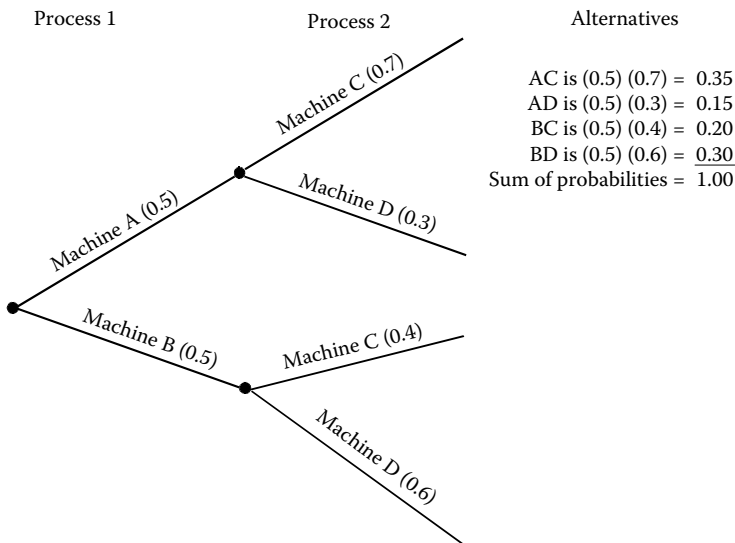 Process 1
Process 2
Alternatives
Machine C (0.7)
AC is (0.5) (0.7) = 0.35
AD is (0.5) (0.3) = 0.15
BC is (0.5) (0.4) = 0.20
BD is (0.5) (0.6) = 0.30
Sum of probabilities = 1.00
Machine A (0.5)
Machine D (0.3)
Machine B (0.5)
Machine C (0.4)
Machine D (0.6)